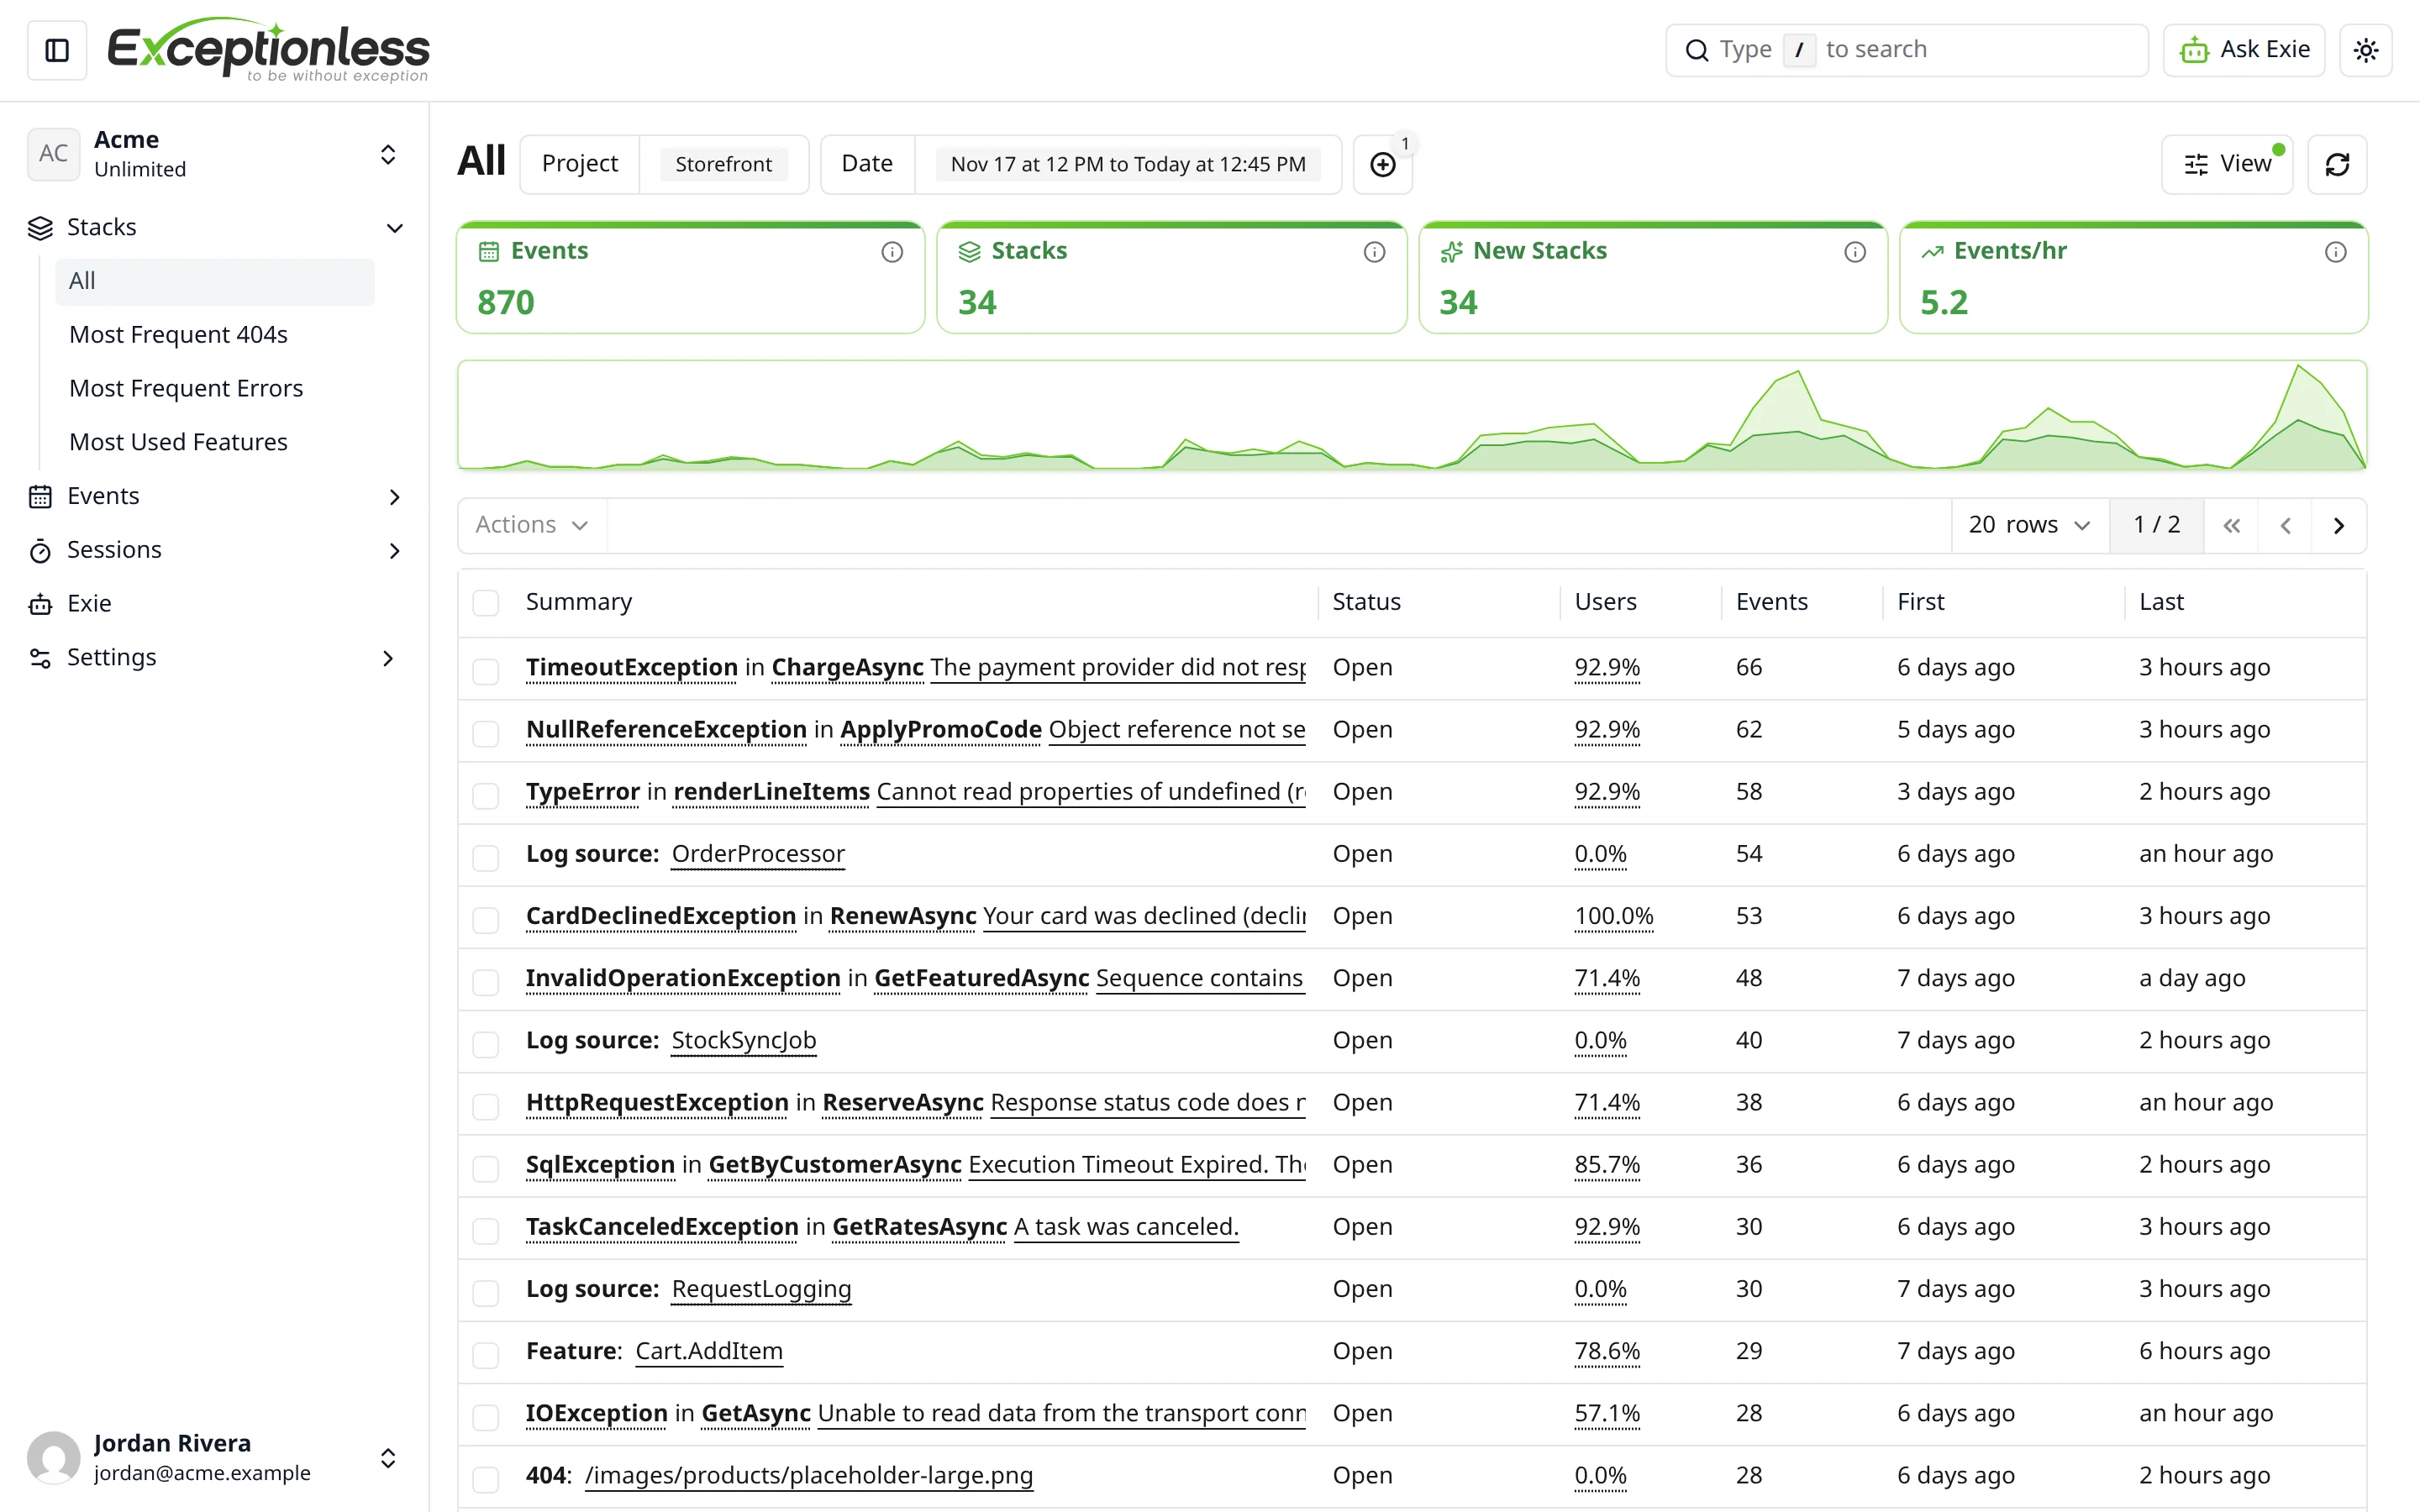 Exceptionless
to be without exception
Type / to search
Ask Exie
AC
Acme
Unlimited
Stacks
All
Most Frequent 404s
Most Frequent Errors
Most Used Features
Events
Sessions
Exie
Settings
Jordan Rivera
jordan@acme.example
All
Project Storefront
Date Nov 17 at 12 PM to Today at 12:45 PM
1
View
Events
870
Stacks
34
New Stacks
34
Events/hr
5.2
Actions
20 rows
1 / 2
Summary Status Users Events First Last
TimeoutException in ChargeAsync The payment provider did not resp Open 92.9% 66 6 days ago 3 hours ago
NullReferenceException in ApplyPromoCode Object reference not se Open 92.9% 62 5 days ago 3 hours ago
TypeError in renderLineItems Cannot read properties of undefined (r Open 92.9% 58 3 days ago 2 hours ago
Log source: OrderProcessor Open 0.0% 54 6 days ago an hour ago
CardDeclinedException in RenewAsync Your card was declined (declin Open 100.0% 53 6 days ago 3 hours ago
InvalidOperationException in GetFeaturedAsync Sequence contains Open 71.4% 48 7 days ago a day ago
Log source: StockSyncJob Open 0.0% 40 7 days ago 2 hours ago
HttpRequestException in ReserveAsync Response status code does n Open 71.4% 38 6 days ago an hour ago
SqlException in GetByCustomerAsync Execution Timeout Expired. The Open 85.7% 36 6 days ago 2 hours ago
TaskCanceledException in GetRatesAsync A task was canceled. Open 92.9% 30 6 days ago 3 hours ago
Log source: RequestLogging Open 0.0% 30 7 days ago 3 hours ago
Feature: Cart.AddItem Open 78.6% 29 7 days ago 6 hours ago
IOException in GetAsync Unable to read data from the transport conn Open 57.1% 28 6 days ago an hour ago
404: /images/products/placeholder-large.png Open 0.0% 28 6 days ago 2 hours ago